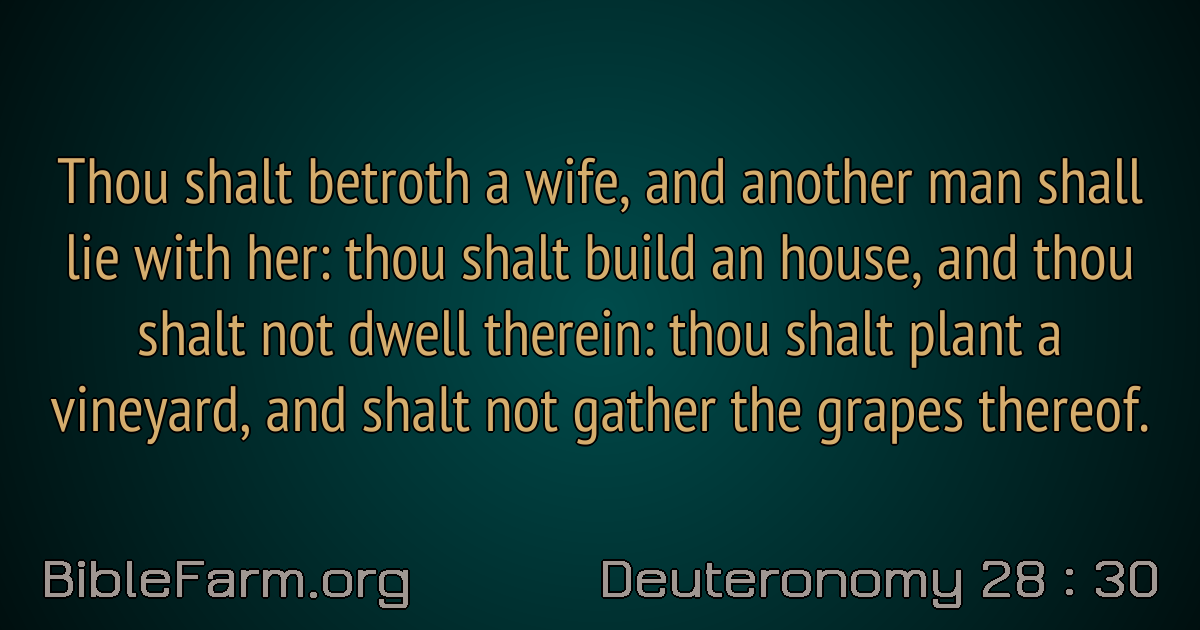 Thou shalt betroth a wife, and another man shall
lie with her: thou shalt build an house, and thou
shalt not dwell therein: thou shalt plant a
vineyard, and shalt not gather the grapes thereof.
BibleFarm.org
Deuteronomy 28 : 30